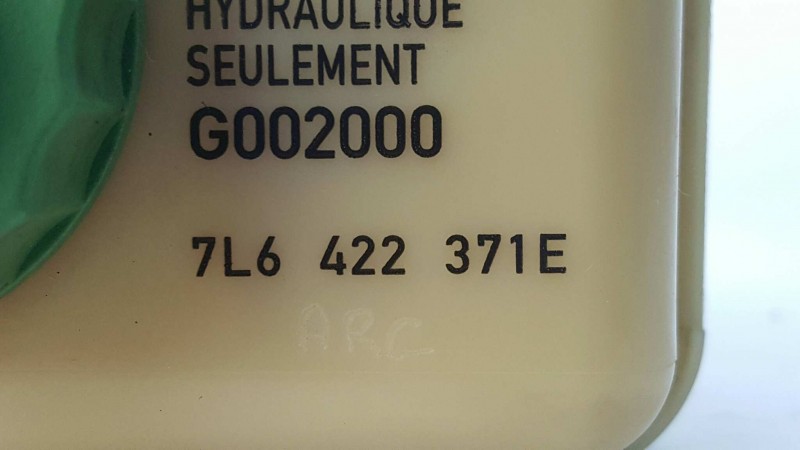 HYDRAULIQUE
SEULEMENT
G002000
7L6 422 371E
ARC